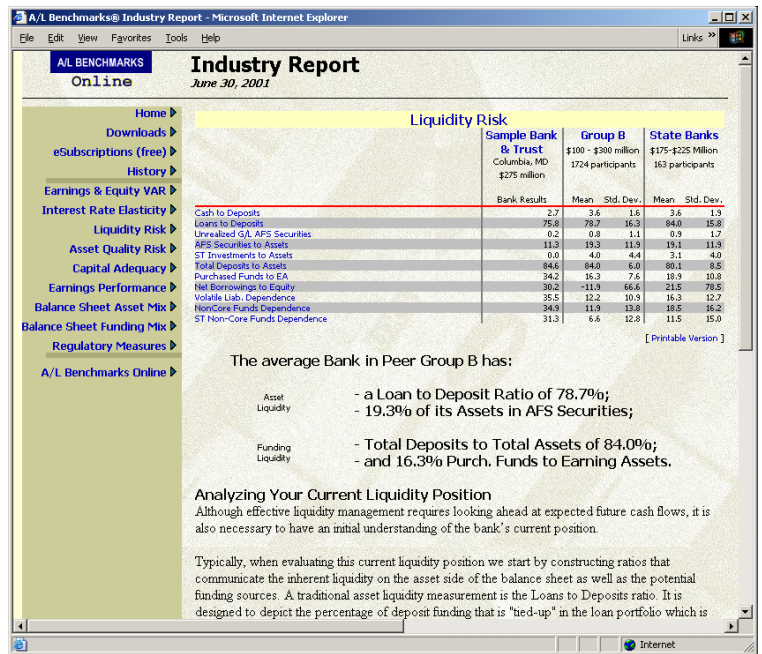 A/L Benchmarks® Industry Report - Microsoft Internet Explorer
File Edit View Favorites Tools Help Links »
A/L BENCHMARKS
Online
Industry Report
June 30, 2001
Home
Downloads
eSubscriptions (free)
History
Earnings & Equity VAR
Interest Rate Elasticity
Liquidity Risk
Asset Quality Risk
Capital Adequacy
Earnings Performance
Balance Sheet Asset Mix
Balance Sheet Funding Mix
Regulatory Measures
A/L Benchmarks Online
Liquidity Risk
Sample Bank & Trust Group B State Banks
Columbia, MD $100 - $300 million $175-$225 Million
$275 million 1724 participants 163 participants
Bank Results Mean Std. Dev. Mean Std. Dev.
Cash to Deposits 2.7 3.6 1.6 3.6 1.9
Loans to Deposits 75.8 78.7 16.3 84.0 15.8
Unrealized G/L AFS Securities 0.2 0.8 1.1 0.9 1.7
AFS Securities to Assets 11.3 19.3 11.9 19.1 11.9
ST Investments to Assets 0.0 4.0 4.4 3.1 4.0
Total Deposits to Assets 84.6 84.0 6.0 80.1 8.5
Purchased Funds to EA 34.2 16.3 7.6 18.9 10.8
Net Borrowings to Equity 30.2 -11.9 66.6 21.5 78.5
Volatile Liab. Dependence 35.5 12.2 10.9 16.3 12.7
NonCore Funds Dependence 34.9 11.9 13.8 18.5 16.2
ST Non-Core Funds Dependence 31.3 6.6 12.8 11.5 15.0
[ Printable Version ]
The average Bank in Peer Group B has:
Asset Liquidity
- a Loan to Deposit Ratio of 78.7%;
- 19.3% of its Assets in AFS Securities;
Funding Liquidity
- Total Deposits to Total Assets of 84.0%;
- and 16.3% Purch. Funds to Earning Assets.
Analyzing Your Current Liquidity Position
Although effective liquidity management requires looking ahead at expected future cash flows, it is
also necessary to have an initial understanding of the bank's current position.
Typically, when evaluating this current liquidity position we start by constructing ratios that
communicate the inherent liquidity on the asset side of the balance sheet as well as the potential
funding sources. A traditional asset liquidity measurement is the Loans to Deposits ratio. It is
designed to depict the percentage of deposit funding that is "tied-up" in the loan portfolio which is
Internet